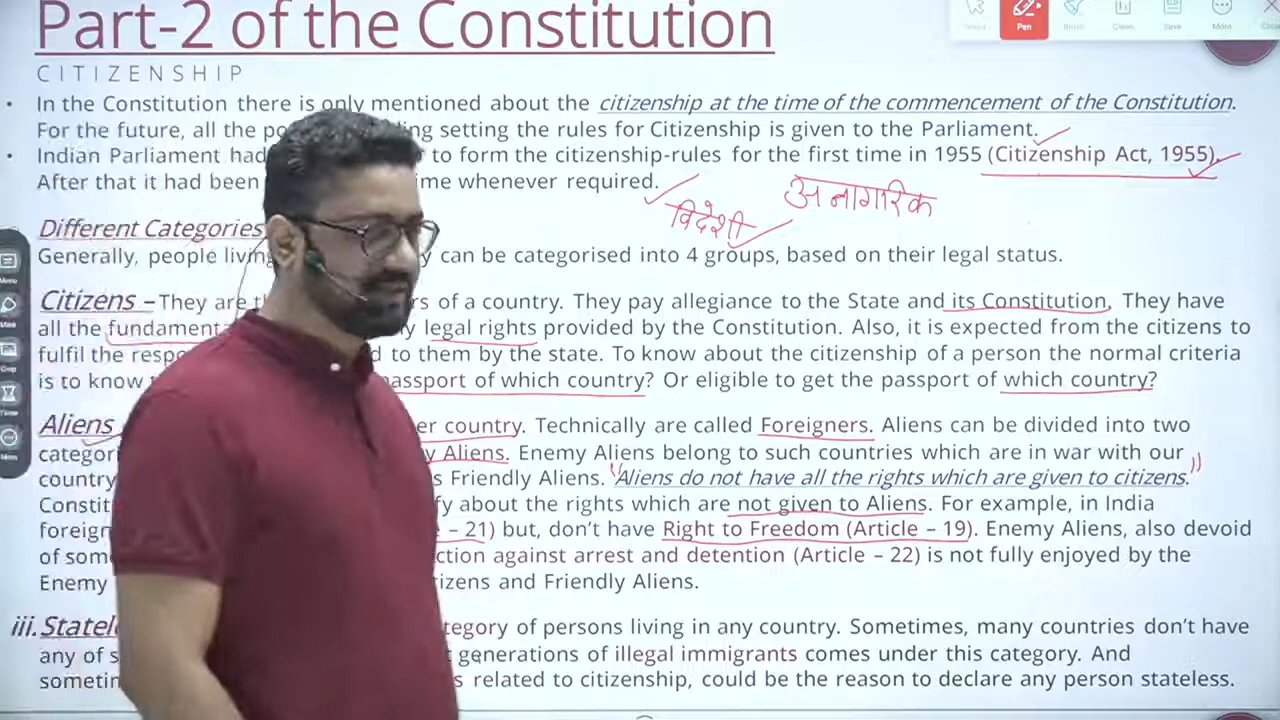 Part-2 of the Constitution
Pen
Clean
Save
More
CITIZENSHIP
• In the Constitution there is only mentioned about the citizenship at the time of the commencement of the Constitution.
For the future, all the ng setting the rules for Citizenship is given to the Parliament.
• Indian Parliament had to form the citizenship-rules for the first time in 1955 (Citizenship Act, 1955).
After that it had been ime whenever required.
विदेशी अनागरिक
Different Categories
Generally, people living y can be categorised into 4 groups, based on their legal status.
Citizens – They are rs of a country. They pay allegiance to the State and its Constitution. They have
all the fundament y legal rights provided by the Constitution. Also, it is expected from the citizens to
fulfil the resp d to them by the state. To know about the citizenship of a person the normal criteria
is to know passport of which country? Or eligible to get the passport of which country?
Aliens er country. Technically are called Foreigners. Aliens can be divided into two
categori y Aliens. Enemy Aliens belong to such countries which are in war with our
country s Friendly Aliens. "Aliens do not have all the rights which are given to citizens."
Constit fy about the rights which are not given to Aliens. For example, in India
foreign – 21) but, don't have Right to Freedom (Article – 19). Enemy Aliens, also devoid
of som ction against arrest and detention (Article – 22) is not fully enjoyed by the
Enemy tizens and Friendly Aliens.
iii. Statel tegory of persons living in any country. Sometimes, many countries don't have
any of s generations of illegal immigrants comes under this category. And
sometim s related to citizenship, could be the reason to declare any person stateless.